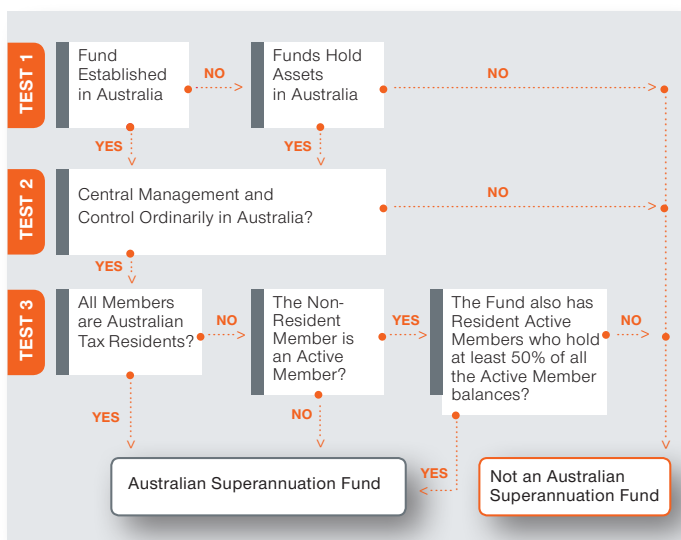 TEST 1
Fund
Established
in Australia
NO
Funds Hold
Assets
in Australia
NO
YES
YES
TEST 2
Central Management and
Control Ordinarily in Australia?
NO
YES
TEST 3
All Members
are Australian
Tax Residents?
NO
The Non-
Resident
Member is
an Active
Member?
YES
The Fund also has
Resident Active
Members who hold
at least 50% of all
the Active Member
balances?
NO
YES
NO
YES
Australian Superannuation Fund
Not an Australian
Superannuation Fund